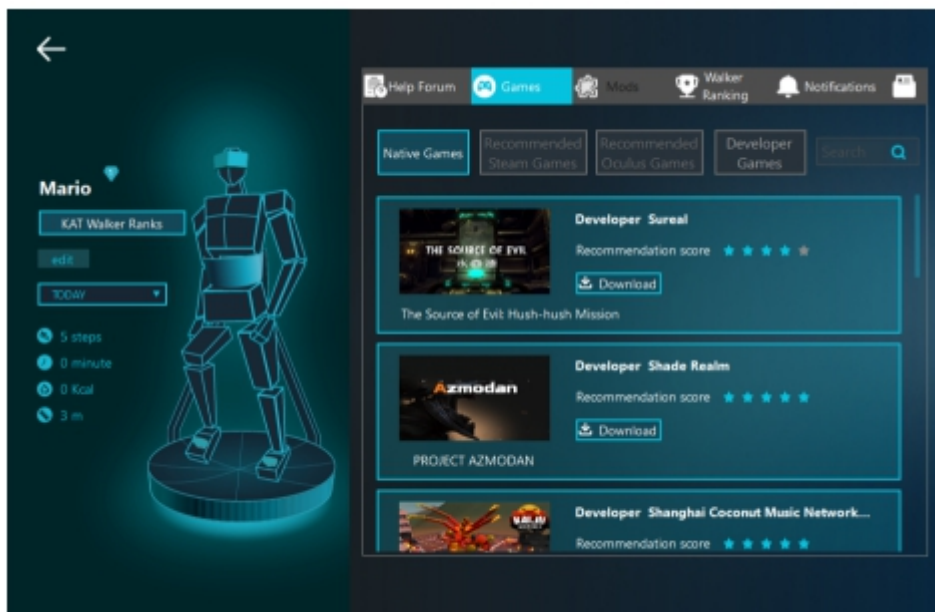 Help Forum
Games
Mods
Walker
Ranking
Notifications
Native Games
Recommended
Steam Games
Recommended
Oculus Games
Developer
Games
Search
Mario
KAT Walker Ranks
edit
TODAY
5 steps
0 minute
0 Kcal
3 m
THE SOURCE OF EVIL
Developer Sureal
Recommendation score
Download
The Source of Evil: Hush-hush Mission
Azmodan
Developer Shade Realm
Recommendation score
Download
PROJECT AZMODAN
Developer Shanghai Coconut Music Network...
Recommendation score